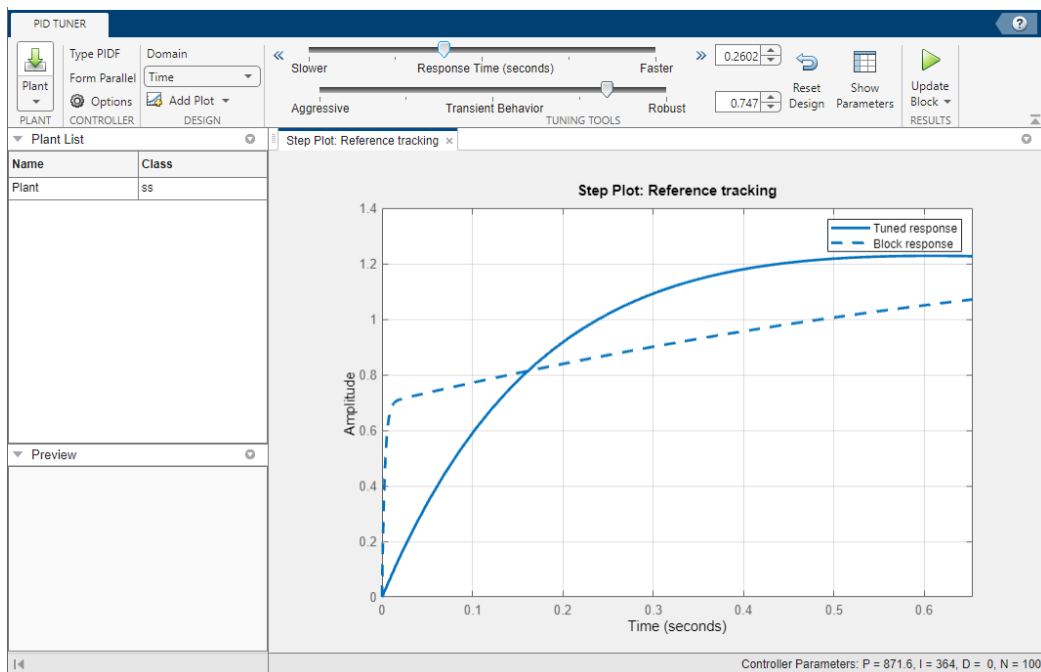 PID TUNER
?
Plant
PLANT
Type PIDF
Form Parallel
Options
CONTROLLER
Domain
Time
Add Plot
DESIGN
Slower Response Time (seconds) Faster
0.2602
Aggressive Transient Behavior Robust
0.747
TUNING TOOLS
Reset
Design
Show
Parameters
Update
Block
RESULTS
Plant List
Name Class
Plant ss
Preview
Step Plot: Reference tracking ×
Step Plot: Reference tracking
Tuned response
Block response
Amplitude
1.4
1.2
1
0.8
0.6
0.4
0.2
0
0 0.1 0.2 0.3 0.4 0.5 0.6
Time (seconds)
Controller Parameters: P = 871.6, I = 364, D = 0, N = 100